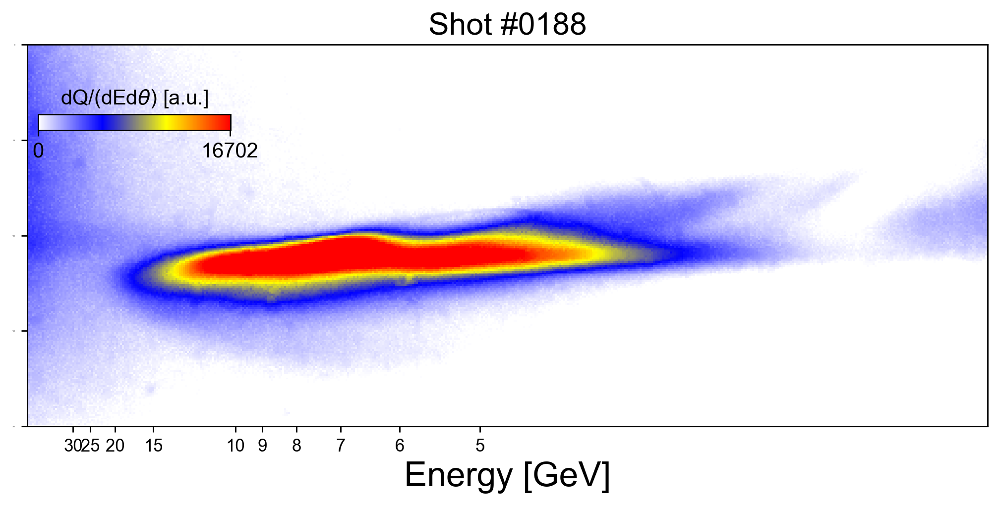 Shot #0188
dQ/(dEdθ) [a.u.]
0 16702
30 25 20 15 10 9 8 7 6 5
Energy [GeV]